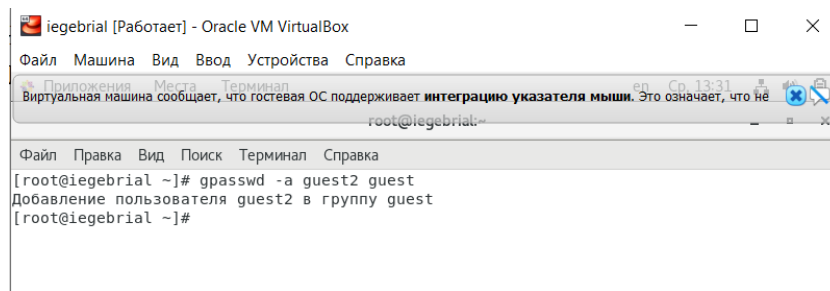 iegebrial [Работает] - Oracle VM VirtualBox
Файл Машина Вид Ввод Устройства Справка
Приложения Места Терминал en Ср, 13:31
Виртуальная машина сообщает, что гостевая ОС поддерживает интеграцию указателя мыши. Это означает, что не
root@iegebrial:~
Файл Правка Вид Поиск Терминал Справка
[root@iegebrial ~]# gpasswd -a guest2 guest
Добавление пользователя guest2 в группу guest
[root@iegebrial ~]#